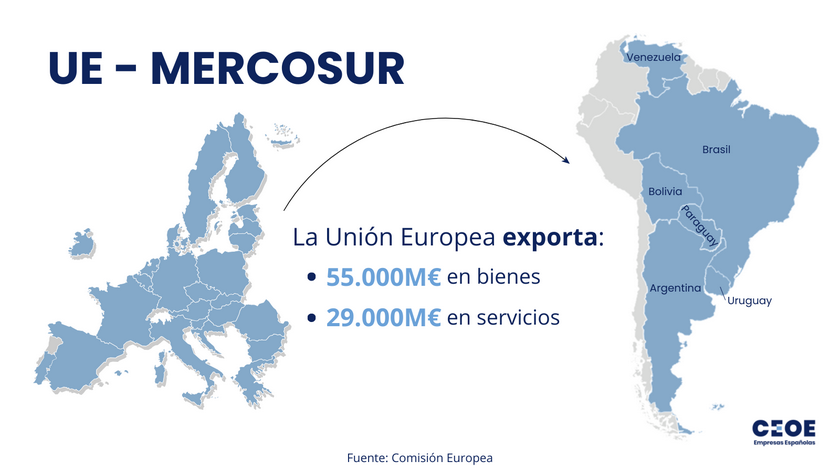 UE - MERCOSUR
Venezuela
Brasil
Bolivia
Paraguay
Argentina
Uruguay
La Unión Europea exporta:
• 55.000M€ en bienes
• 29.000M€ en servicios
CEOE
Empresas Españolas
Fuente: Comisión Europea